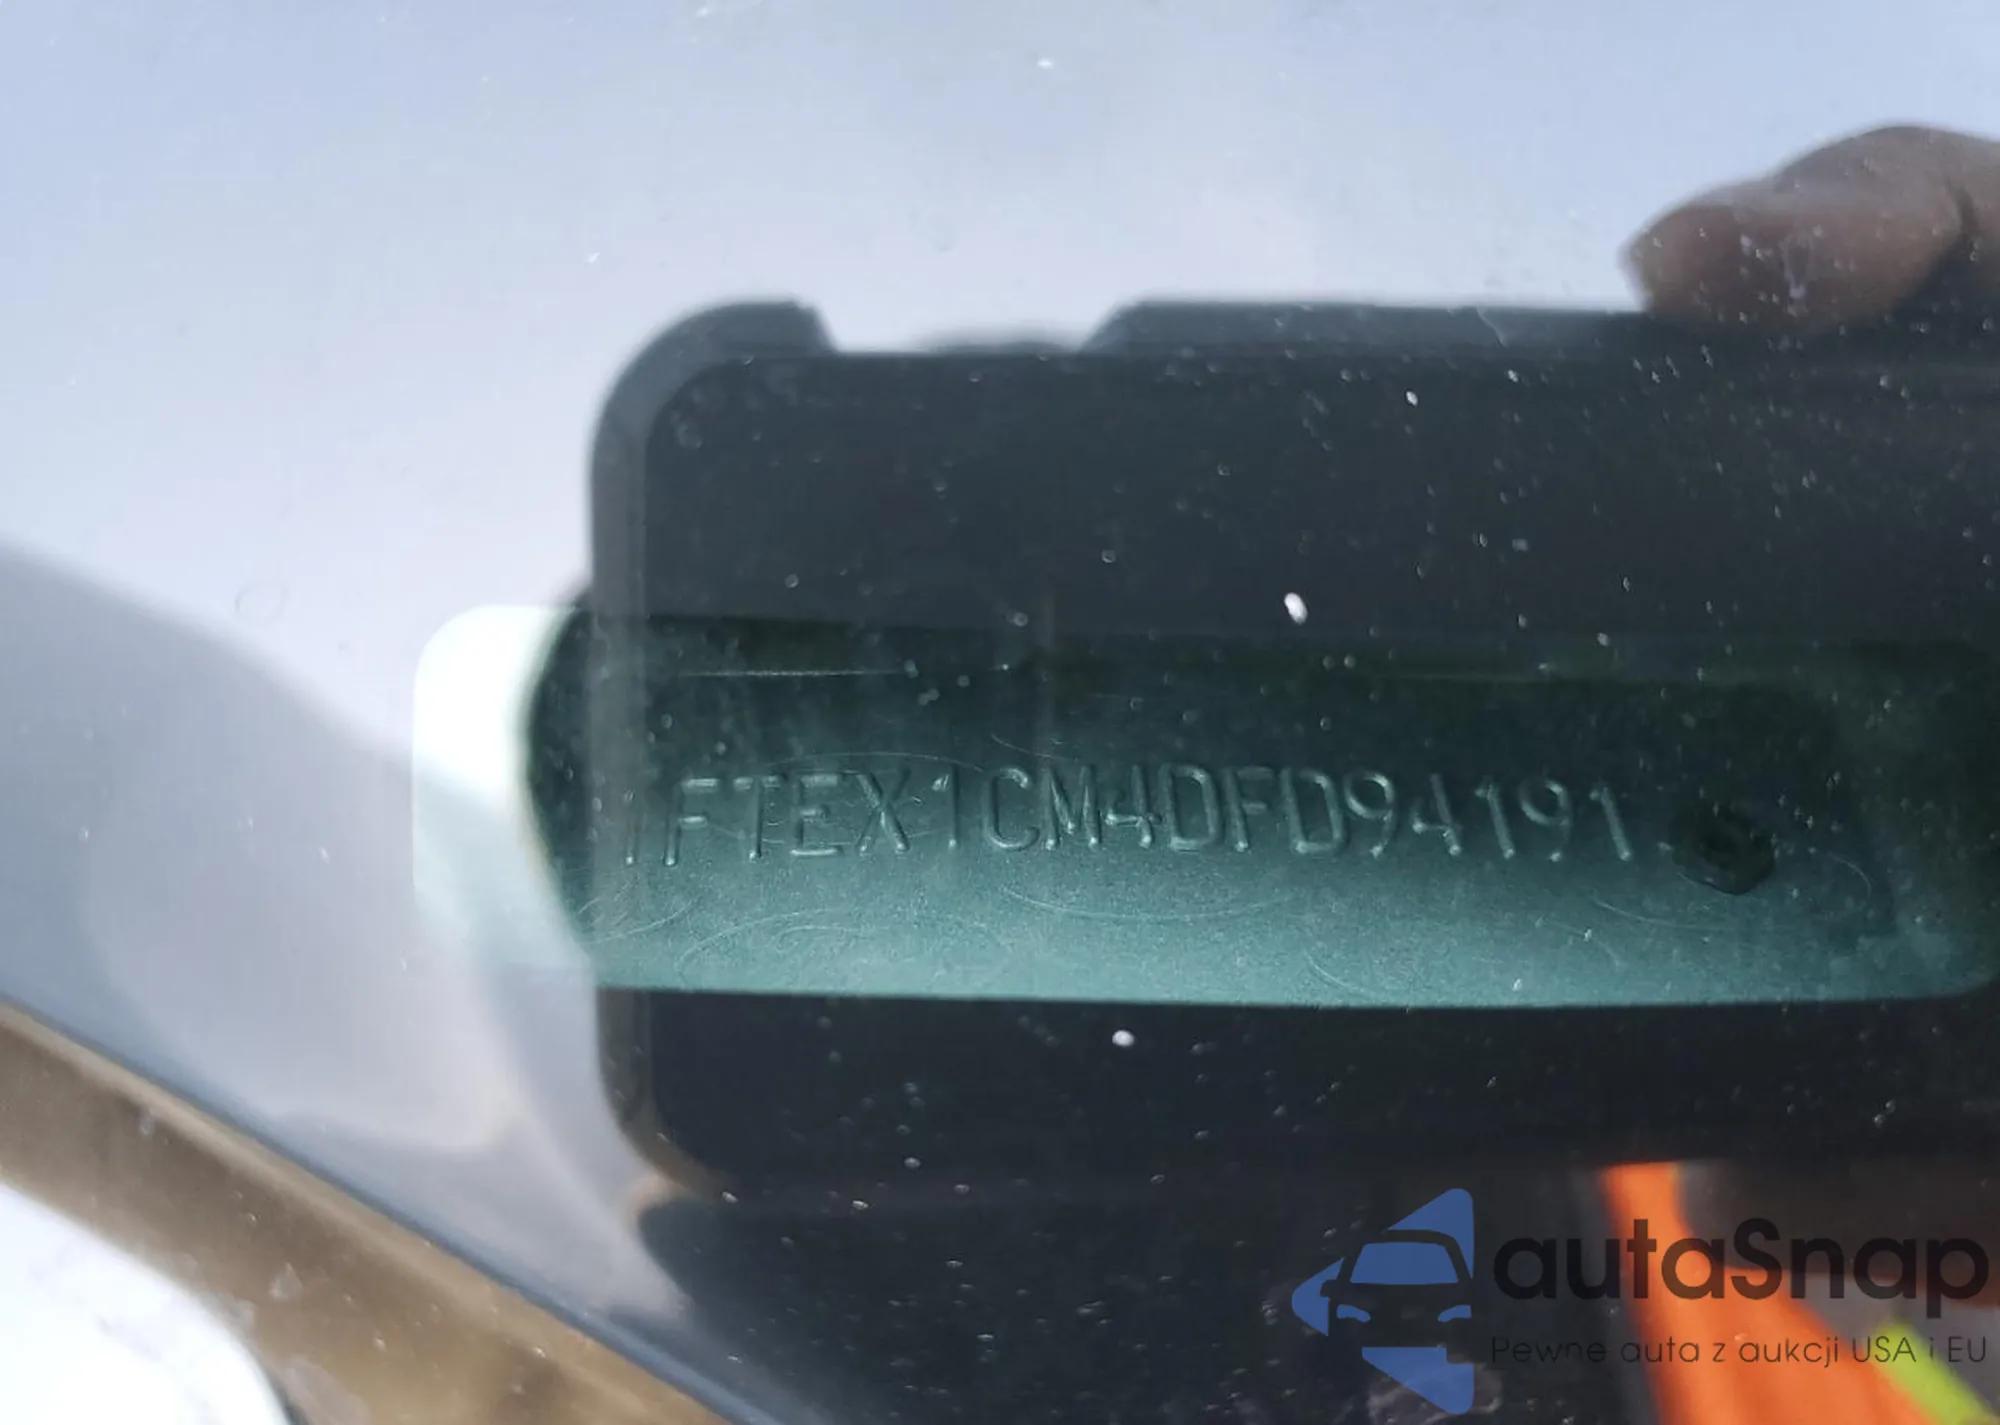 1FTEX1CM4DFD94191
autaSnap
Pewne auta z aukcji USA i EU